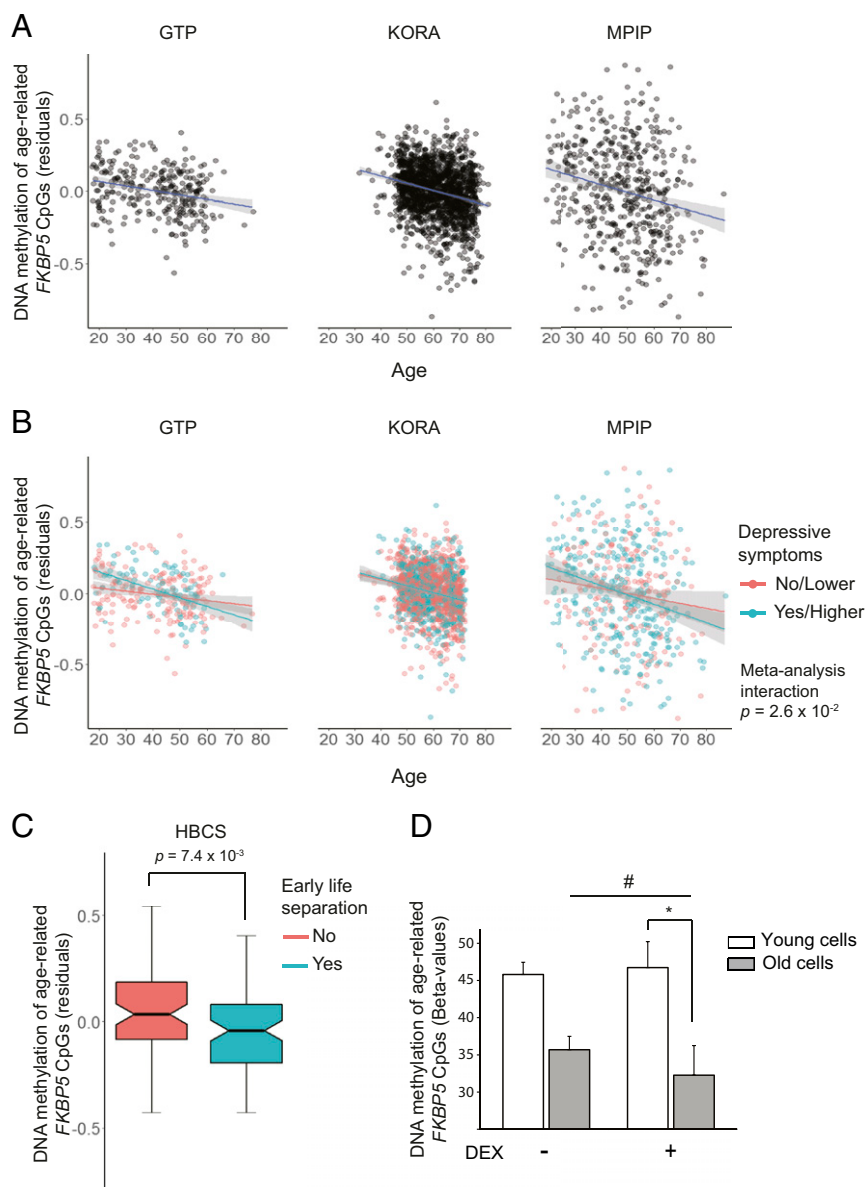 A
GTP KORA MPIP
DNA methylation of age-related
FKBP5 CpGs (residuals)
0.5
0.0
-0.5
20 30 40 50 60 70 80 20 30 40 50 60 70 80 20 30 40 50 60 70 80
Age
B
GTP KORA MPIP
DNA methylation of age-related
FKBP5 CpGs (residuals)
0.5
0.0
-0.5
20 30 40 50 60 70 80 20 30 40 50 60 70 80 20 30 40 50 60 70 80
Age
Depressive
symptoms
No/Lower
Yes/Higher
Meta-analysis
interaction
p = 2.6 x 10-2
C
HBCS
p = 7.4 x 10-3
DNA methylation of age-related
FKBP5 CpGs (residuals)
0.5
0.0
-0.5
Early life
separation
No
Yes
D
DNA methylation of age-related
FKBP5 CpGs (Beta-values)
45
40
35
30
#
*
Young cells
Old cells
DEX - +